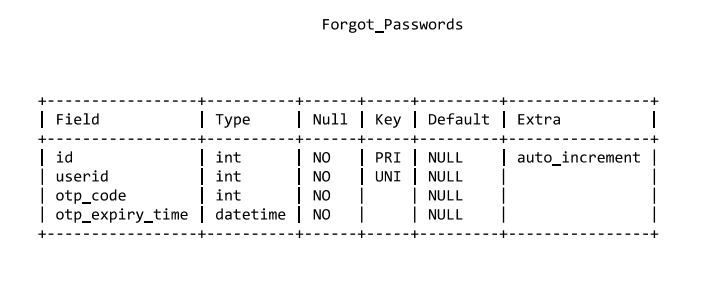 Forgot_Passwords
+-----------------+----------+------+-----+---------+----------------+
| Field           | Type     | Null | Key | Default | Extra          |
+-----------------+----------+------+-----+---------+----------------+
| id              | int      | NO   | PRI | NULL    | auto_increment |
| userid          | int      | NO   | UNI | NULL    |                |
| otp_code        | int      | NO   |     | NULL    |                |
| otp_expiry_time | datetime | NO   |     | NULL    |                |
+-----------------+----------+------+-----+---------+----------------+